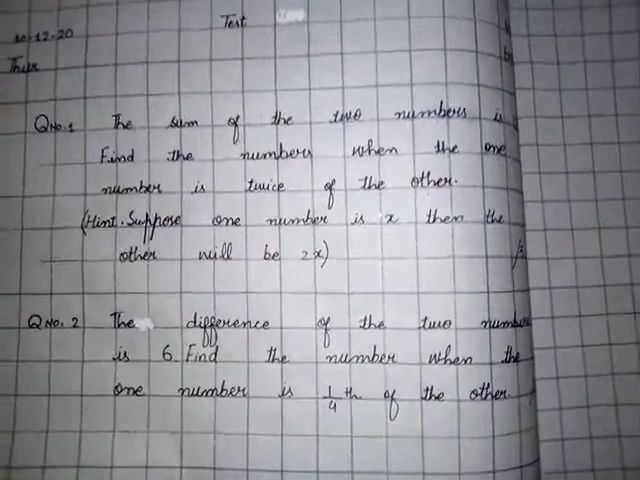 Test
10-12-20
Thur
QNo.1 The sum of the two numbers is
Find the numbers when the one
number is twice of the other.
(Hint. Suppose one number is x then the
other will be 2x)
QNo. 2 The difference of the two number
is 6. Find the number when the
one number is 1/4 th of the other.